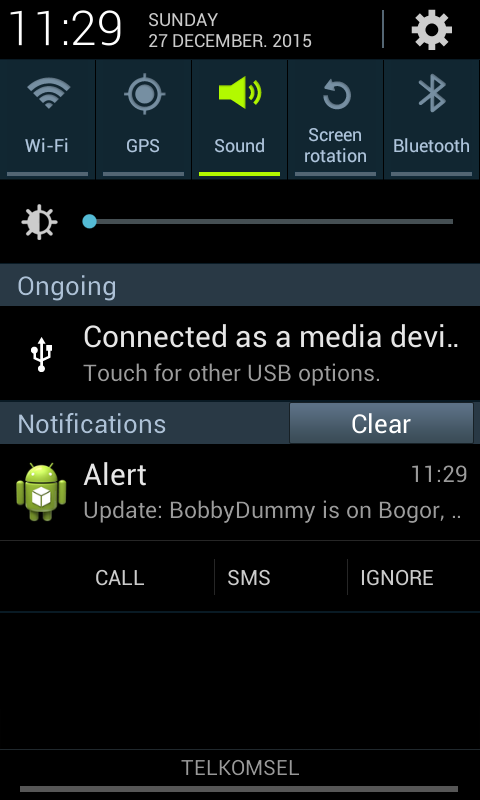 11:29
SUNDAY
27 DECEMBER. 2015
Wi-Fi
GPS
Sound
Screen
rotation
Bluetooth
Ongoing
Connected as a media devi..
Touch for other USB options.
Notifications
Clear
Alert
11:29
Update: BobbyDummy is on Bogor, ..
CALL
SMS
IGNORE
TELKOMSEL